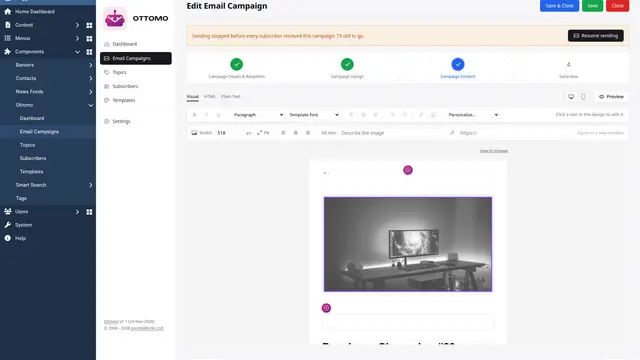 Edit Email Campaign
Save & Close
Save
Close
Home Dashboard
Content
Menus
Components
Banners
Contacts
News Feeds
Ottomo
Dashboard
Email Campaigns
Topics
Subscribers
Templates
Smart Search
Tags
Users
System
Help
OTTOMO
Dashboard
Email Campaigns
Topics
Subscribers
Templates
Settings
Sending stopped before every subscriber received this campaign: 73 still to go.
Resume sending
4
Campaign Details & Recipients
Campaign Design
Campaign Content
Send Now
Visual
HTML
Plain Text
Preview
B
I
U
Paragraph
Template font
Personalise...
Click a text in the design to edit it
Width
518
px
Fit
Alt text
Describe the image
https://
Open in a new window
View in browser